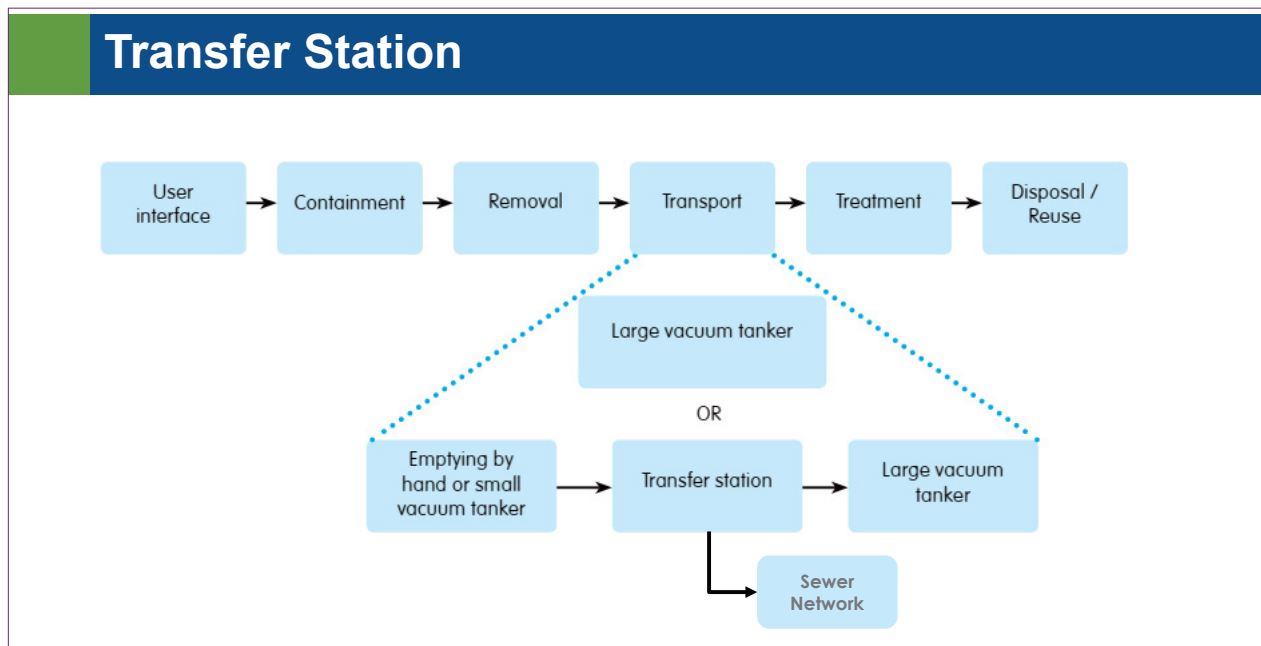 Transfer Station
User
interface
Containment
Removal
Transport
Treatment
Disposal /
Reuse
Large vacuum tanker
OR
Emptying by
hand or small
vacuum tanker
Transfer station
Large vacuum
tanker
Sewer
Network